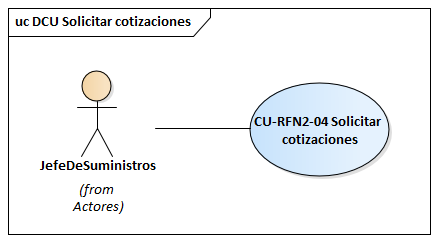 uc DCU Solicitar cotizaciones
CU-RFN2-04 Solicitar
cotizaciones
JefeDeSuministros
(from
Actores)